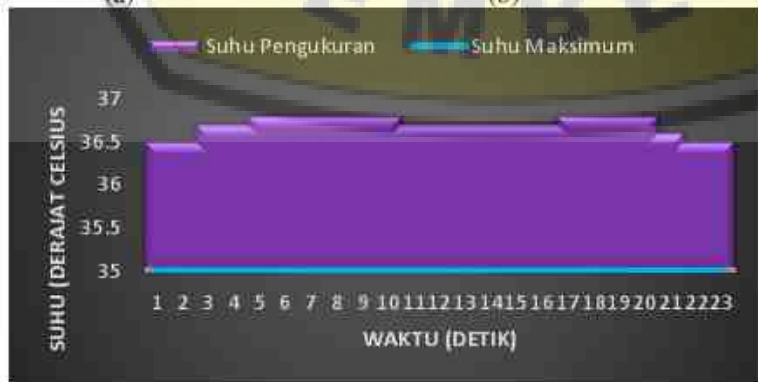 (a) (b)
Suhu Pengukuran Suhu Maksimum
SUHU (DERAJAT CELSIUS
37
36.5
36
35.5
35
1 2 3 4 5 6 7 8 9 10 11 12 13 14 15 16 17 18 19 20 21 22 23
WAKTU (DETIK)